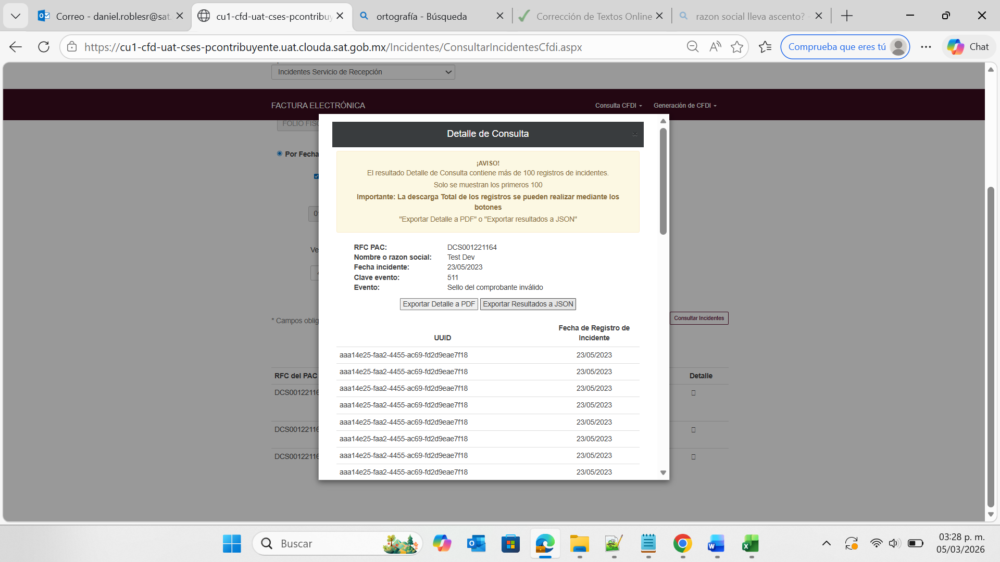 Correo - daniel.roblesr@sat.
cu1-cfd-uat-cses-pcontribuy
ortografía - Búsqueda
Corrección de Textos Online
razon social lleva ascento? -
https://cu1-cfd-uat-cses-pcontribuyente.uat.clouda.sat.gob.mx/Incidentes/ConsultarIncidentesCfdi.aspx
Comprueba que eres tú
Chat
Incidentes Servicio de Recepción
FACTURA ELECTRÓNICA
Consulta CFDI
Generación de CFDI
FOLIO FISC
Detalle de Consulta
×
¡AVISO!
El resultado Detalle de Consulta contiene más de 100 registros de incidentes.
Solo se muestran los primeros 100
Importante: La descarga Total de los registros se pueden realizar mediante los
botones
"Exportar Detalle a PDF" o "Exportar resultados a JSON"
Por Fecha
Ve
RFC PAC: DCS001221164
Nombre o razon social: Test Dev
Fecha incidente: 23/05/2023
Clave evento: 511
Evento: Sello del comprobante inválido
Exportar Detalle a PDF Exportar Resultados a JSON
* Campos oblig
Consultar Incidentes
UUID Fecha de Registro de
Incidente
aaa14e25-faa2-4455-ac69-fd2d9eae7f18 23/05/2023
aaa14e25-faa2-4455-ac69-fd2d9eae7f18 23/05/2023
aaa14e25-faa2-4455-ac69-fd2d9eae7f18 23/05/2023
aaa14e25-faa2-4455-ac69-fd2d9eae7f18 23/05/2023
aaa14e25-faa2-4455-ac69-fd2d9eae7f18 23/05/2023
aaa14e25-faa2-4455-ac69-fd2d9eae7f18 23/05/2023
aaa14e25-faa2-4455-ac69-fd2d9eae7f18 23/05/2023
aaa14e25-faa2-4455-ac69-fd2d9eae7f18 23/05/2023
RFC del PAC
Detalle
DCS00122116
DCS00122116
DCS00122116
Buscar
03:28 p. m.
05/03/2026